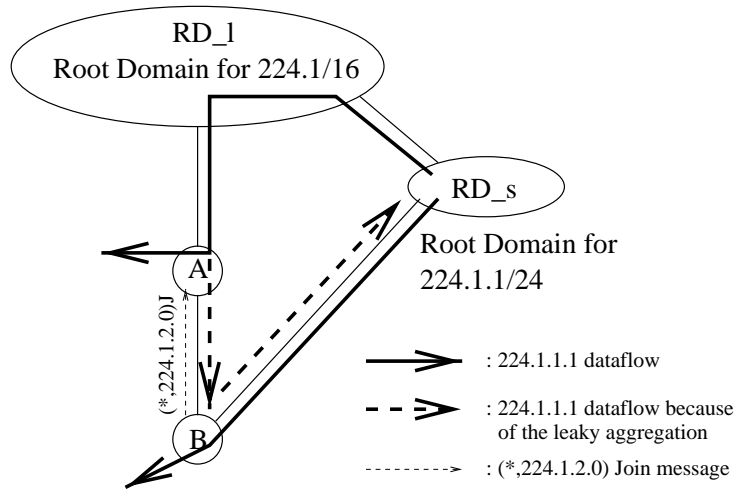 RD_l
Root Domain for 224.1/16
RD_s
Root Domain for
224.1.1/24
A
(*,224.1.2.0)J
B
: 224.1.1.1 dataflow
: 224.1.1.1 dataflow because
of the leaky aggregation
: (*,224.1.2.0) Join message